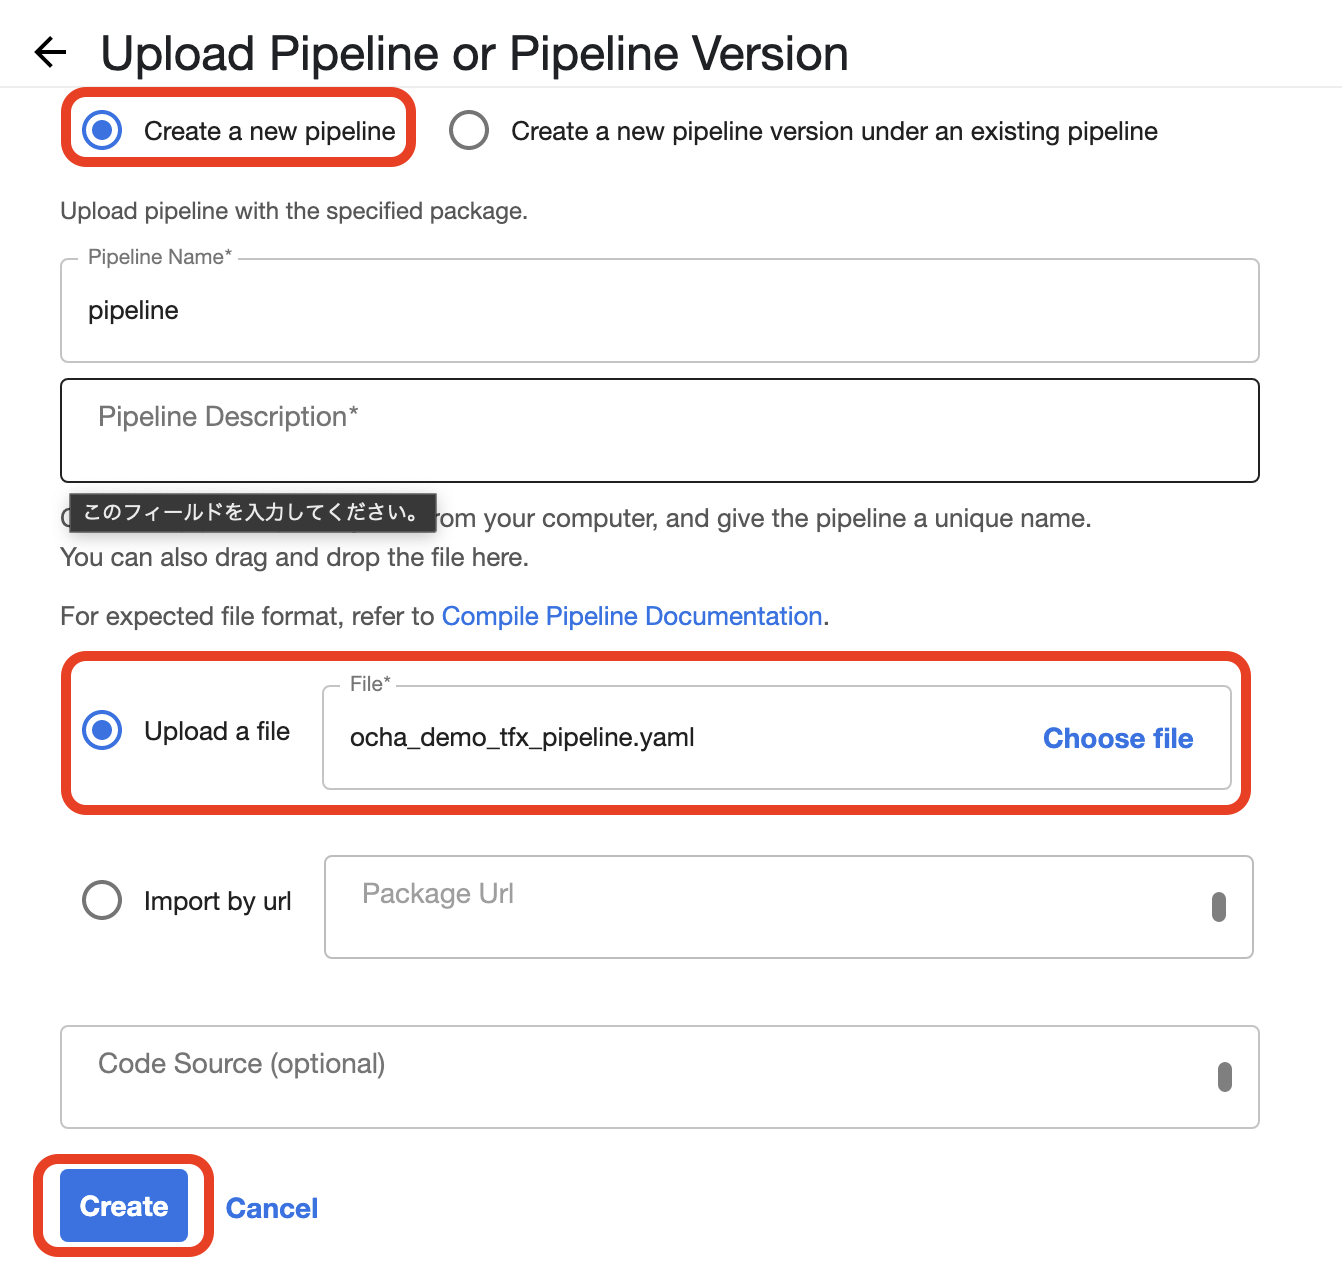 Upload Pipeline or Pipeline Version
Create a new pipeline
Create a new pipeline version under an existing pipeline
Upload pipeline with the specified package.
Pipeline Name*
pipeline
Pipeline Description*
このフィールドを入力してください。
rom your computer, and give the pipeline a unique name.
You can also drag and drop the file here.
For expected file format, refer to Compile Pipeline Documentation.
File*
Upload a file
ocha_demo_tfx_pipeline.yaml
Choose file
Import by url
Package Url
Code Source (optional)
Create
Cancel